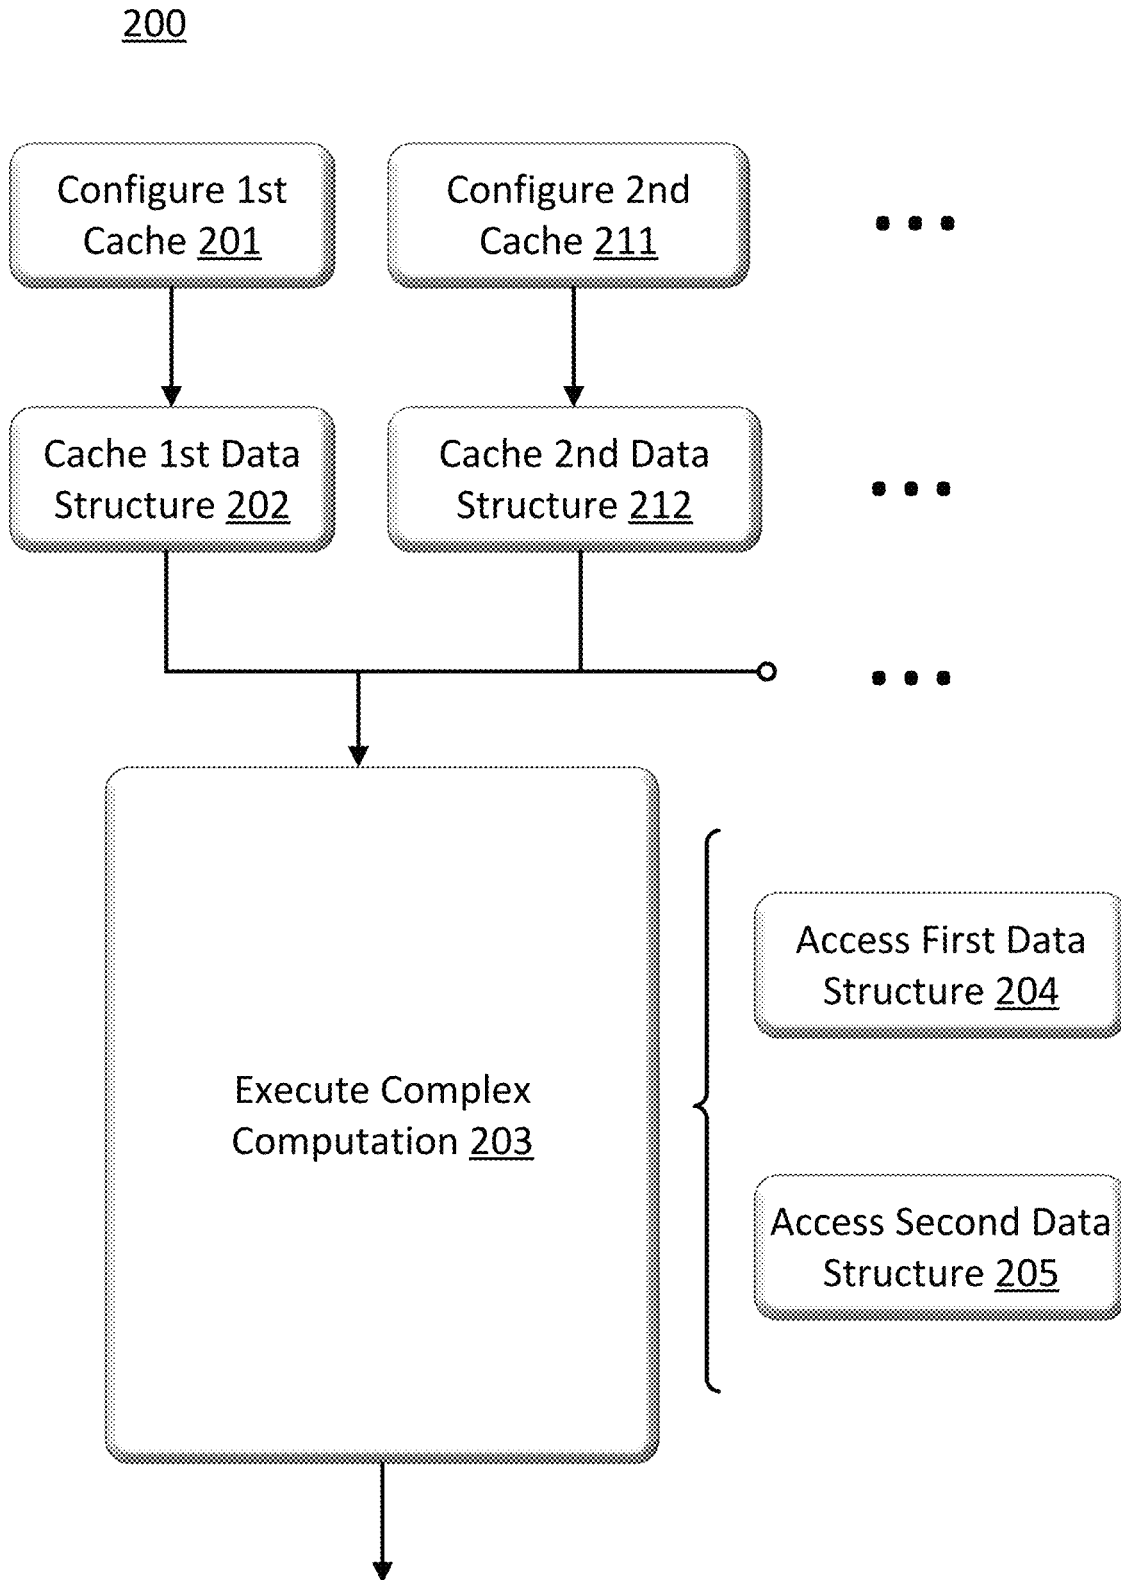 200
Configure 1st
Cache 201
Configure 2nd
Cache 211
Cache 1st Data
Structure 202
Cache 2nd Data
Structure 212
Execute Complex
Computation 203
Access First Data
Structure 204
Access Second Data
Structure 205